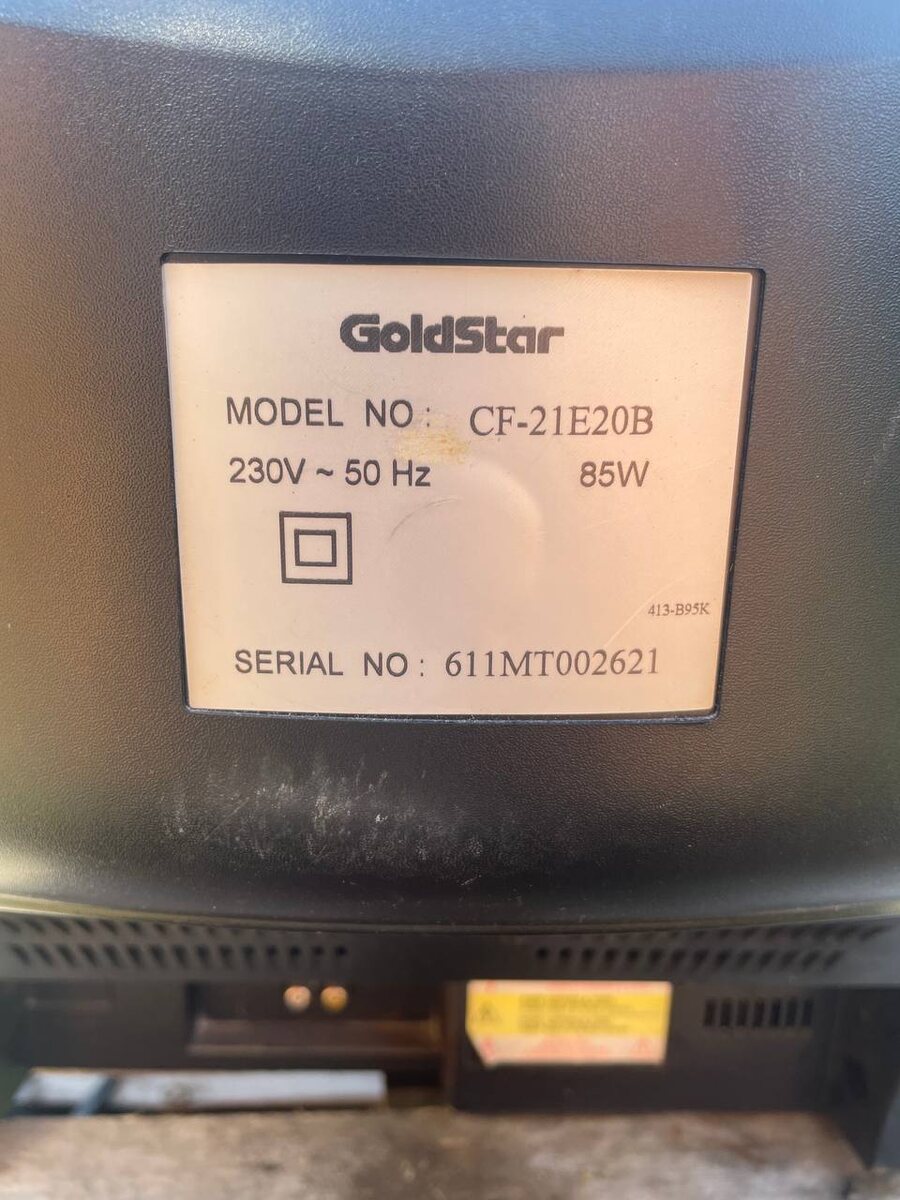 GoldStar
MODEL NO : CF-21E20B
230V ~ 50 Hz 85W
413-B95K
SERIAL NO : 611MT002621